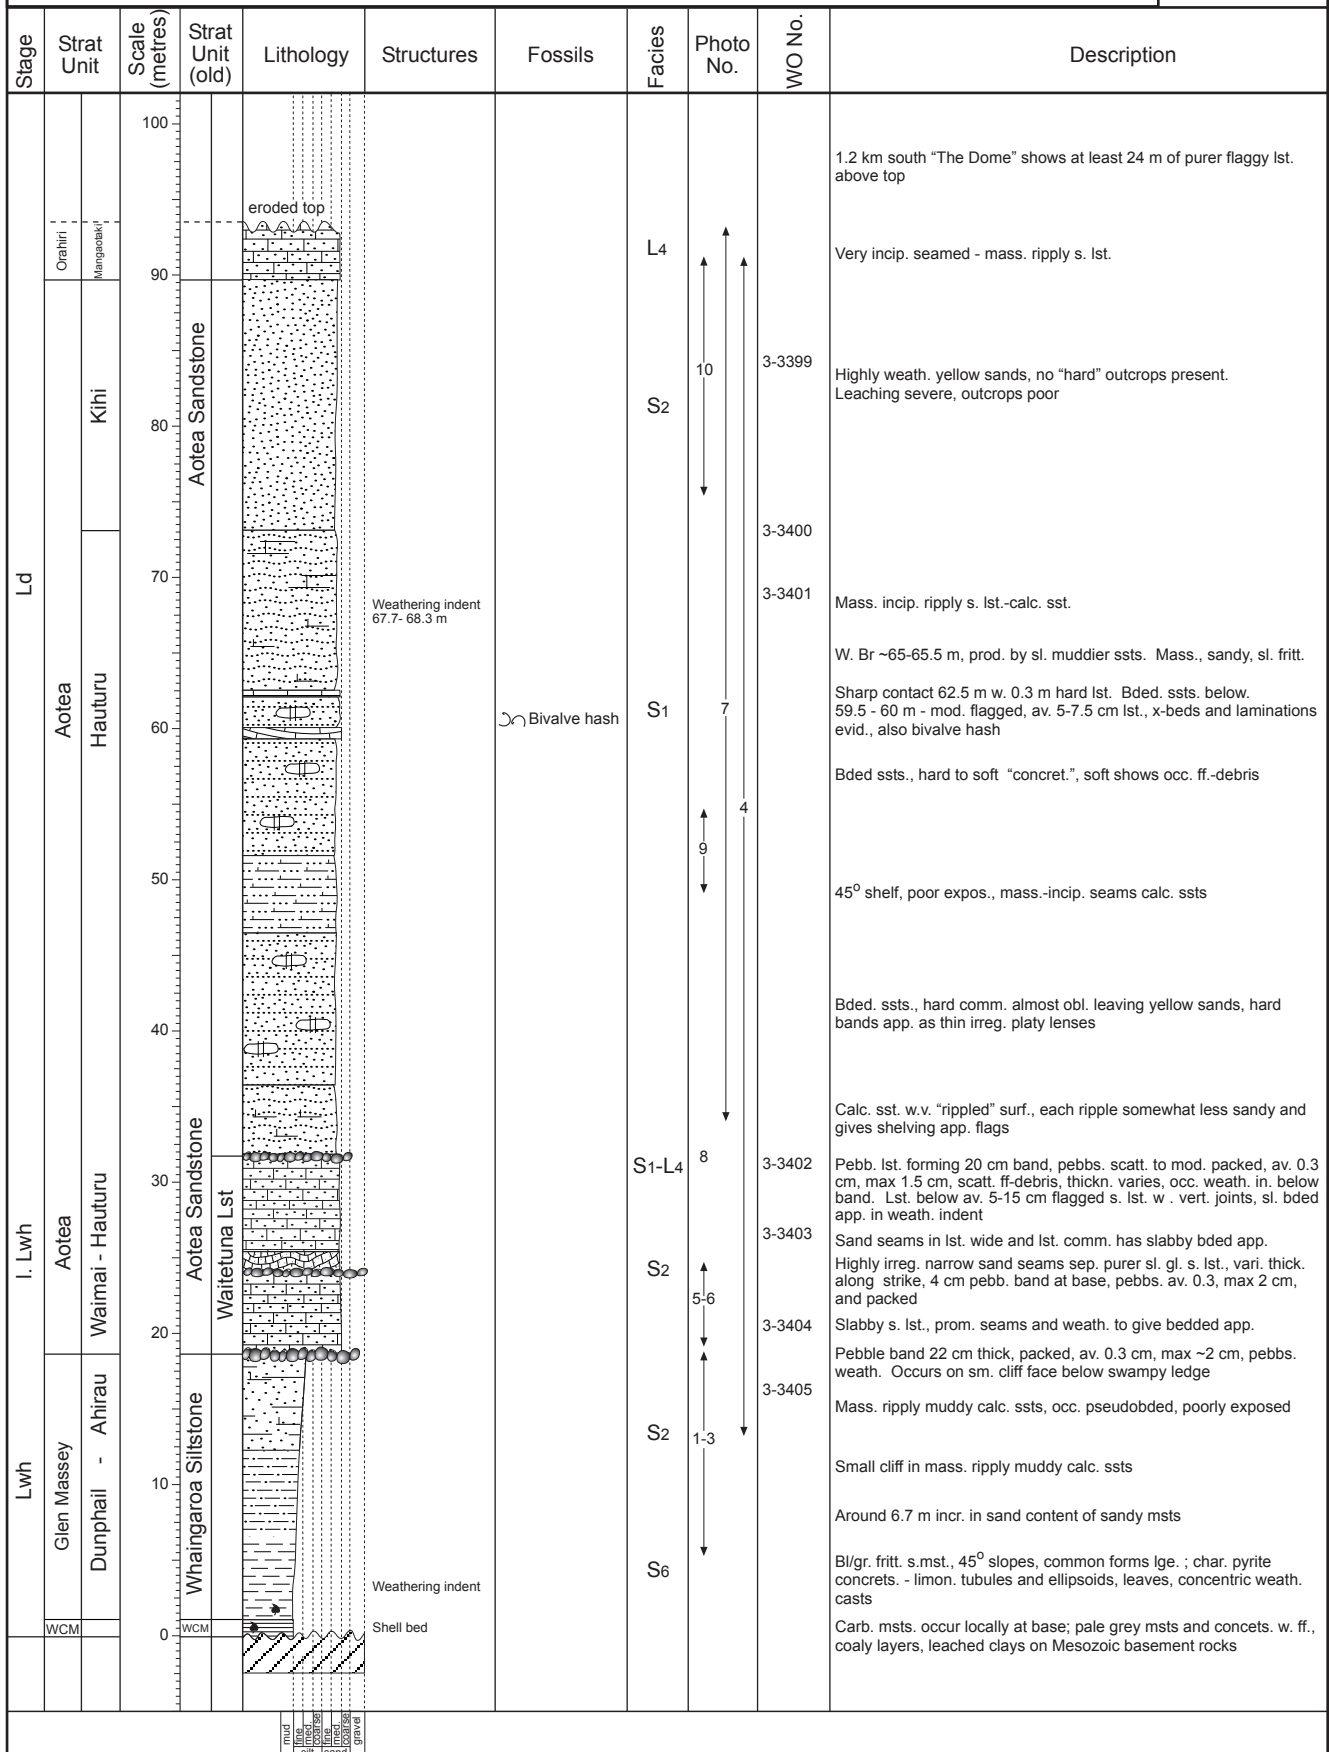 Stage
Strat
Unit
Scale
(metres)
Strat
Unit
(old)
Lithology
Structures
Fossils
Facies
Photo
No.
WO No.
Description
100
90
80
70
60
50
40
30
20
10
0
Ld
l. Lwh
Lwh
Orahiri
Mangaotaki
Aotea
Kihi
Hauturu
Aotea
Waimai - Hauturu
Glen Massey
Dunphail - Ahirau
WCM
Aotea Sandstone
Aotea Sandstone
Waitetuna Lst
Whaingaroa Siltstone
WCM
eroded top
Weathering indent
67.7- 68.3 m
Weathering indent
Shell bed
Bivalve hash
L4
S2
S1
S1-L4
S2
S2
S6
10
7
4
9
8
5-6
1-3
3-3399
3-3400
3-3401
3-3402
3-3403
3-3404
3-3405
1.2 km south “The Dome” shows at least 24 m of purer flaggy lst.
above top
Very incip. seamed - mass. ripply s. lst.
Highly weath. yellow sands, no “hard” outcrops present.
Leaching severe, outcrops poor
Mass. incip. ripply s. lst.-calc. sst.
W. Br ~65-65.5 m, prod. by sl. muddier ssts. Mass., sandy, sl. fritt.
Sharp contact 62.5 m w. 0.3 m hard lst. Bded. ssts. below.
59.5 - 60 m - mod. flagged, av. 5-7.5 cm lst., x-beds and laminations
evid., also bivalve hash
Bded ssts., hard to soft “concret.”, soft shows occ. ff.-debris
45o shelf, poor expos., mass.-incip. seams calc. ssts
Bded. ssts., hard comm. almost obl. leaving yellow sands, hard
bands app. as thin irreg. platy lenses
Calc. sst. w.v. “rippled” surf., each ripple somewhat less sandy and
gives shelving app. flags
Pebb. lst. forming 20 cm band, pebbs. scatt. to mod. packed, av. 0.3
cm, max 1.5 cm, scatt. ff-debris, thickn. varies, occ. weath. in. below
band. Lst. below av. 5-15 cm flagged s. lst. w . vert. joints, sl. bded
app. in weath. indent
Sand seams in lst. wide and lst. comm. has slabby bded app.
Highly irreg. narrow sand seams sep. purer sl. gl. s. lst., vari. thick.
along strike, 4 cm pebb. band at base, pebbs. av. 0.3, max 2 cm,
and packed
Slabby s. lst., prom. seams and weath. to give bedded app.
Pebble band 22 cm thick, packed, av. 0.3 cm, max ~2 cm, pebbs.
weath. Occurs on sm. cliff face below swampy ledge
Mass. ripply muddy calc. ssts, occ. pseudobded, poorly exposed
Small cliff in mass. ripply muddy calc. ssts
Around 6.7 m incr. in sand content of sandy msts
Bl/gr. fritt. s.mst., 45o slopes, common forms lge. ; char. pyrite
concrets. - limon. tubules and ellipsoids, leaves, concentric weath.
casts
Carb. msts. occur locally at base; pale grey msts and concets. w. ff.,
coaly layers, leached clays on Mesozoic basement rocks
mud
fine
med.
coarse
fine
med.
coarse
gravel